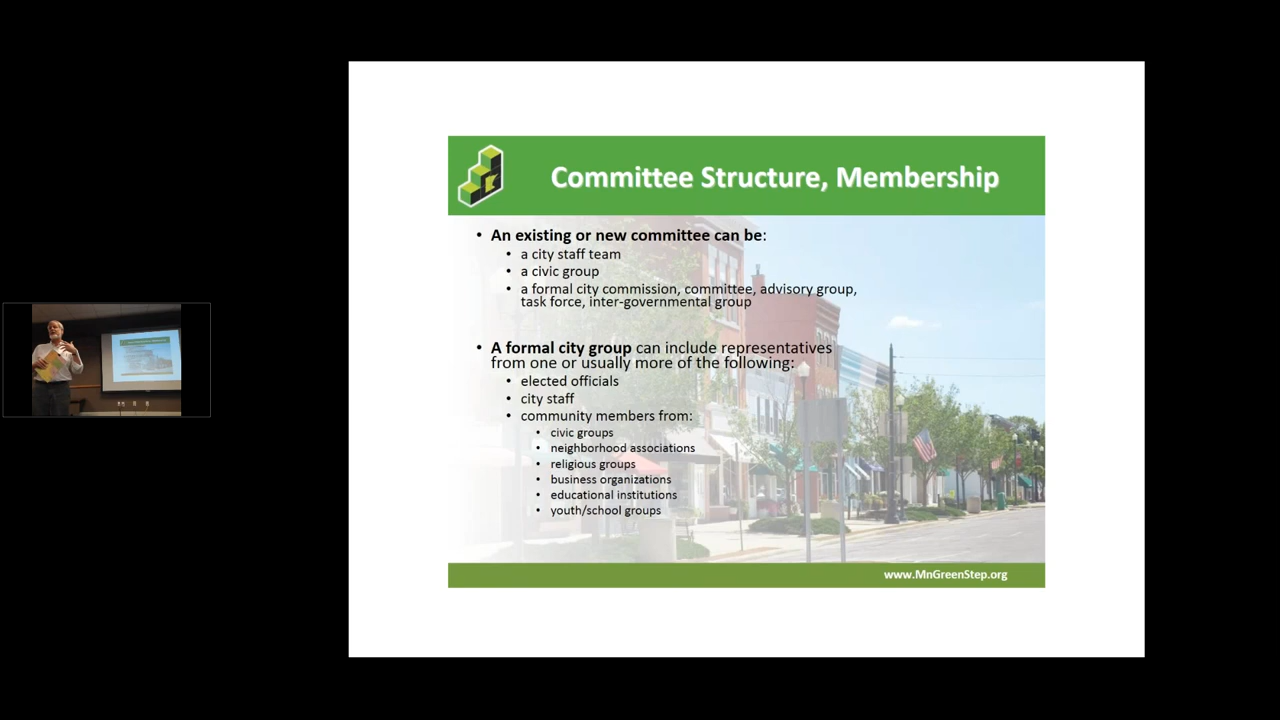 Committee Structure, Membership
• An existing or new committee can be:
• a city staff team
• a civic group
• a formal city commission, committee, advisory group,
task force, inter-governmental group
• A formal city group can include representatives
from one or usually more of the following:
• elected officials
• city staff
• community members from:
• civic groups
• neighborhood associations
• religious groups
• business organizations
• educational institutions
• youth/school groups
www.MnGreenStep.org